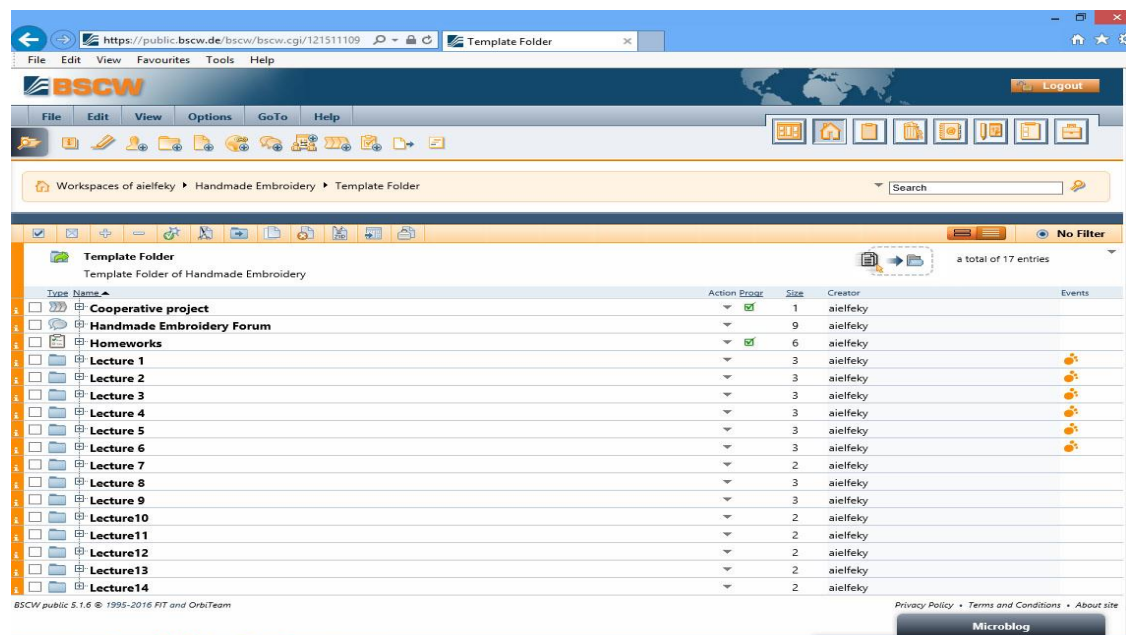 https://public.bscw.de/bscw/bscw.cgi/121511109 Template Folder
File Edit View Favourites Tools Help
BSCW Logout
File Edit View Options GoTo Help
Workspaces of aielfeky Handmade Embroidery Template Folder Search
No Filter
Template Folder a total of 17 entries
Template Folder of Handmade Embroidery
Type Name Action Progr Size Creator Events
Cooperative project 1 aielfeky
Handmade Embroidery Forum 9 aielfeky
Homeworks 6 aielfeky
Lecture 1 3 aielfeky
Lecture 2 3 aielfeky
Lecture 3 3 aielfeky
Lecture 4 3 aielfeky
Lecture 5 3 aielfeky
Lecture 6 3 aielfeky
Lecture 7 2 aielfeky
Lecture 8 3 aielfeky
Lecture 9 3 aielfeky
Lecture10 2 aielfeky
Lecture11 2 aielfeky
Lecture12 2 aielfeky
Lecture13 2 aielfeky
Lecture14 2 aielfeky
BSCW public 5.1.6 © 1995-2016 FIT and OrbiTeam Privacy Policy • Terms and Conditions • About site
Microblog